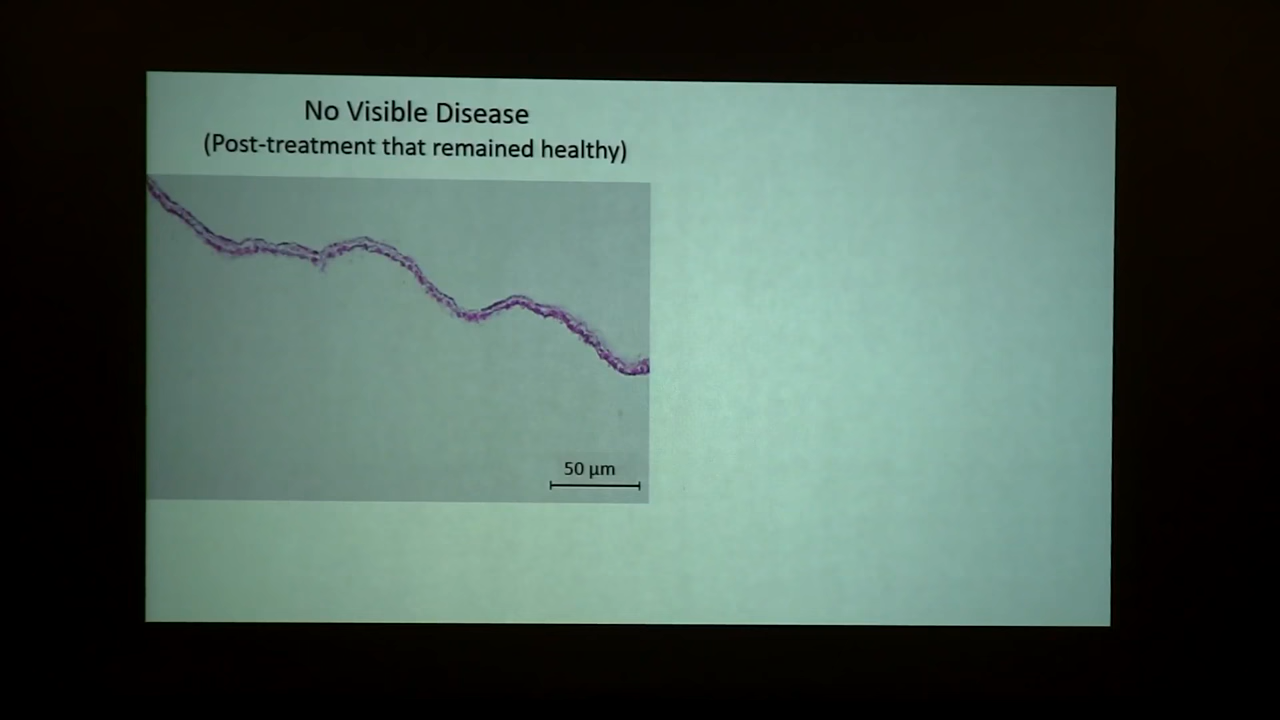 No Visible Disease
(Post-treatment that remained healthy)
50 µm